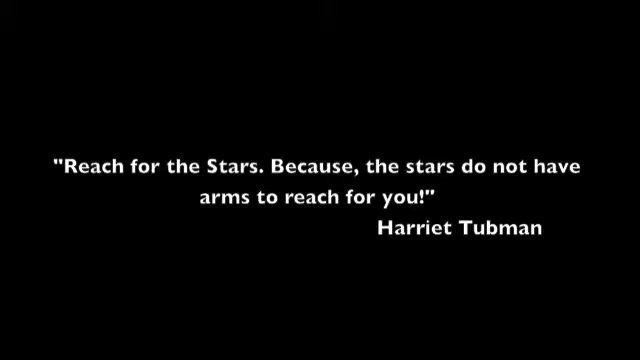 "Reach for the Stars. Because, the stars do not have
arms to reach for you!"
Harriet Tubman